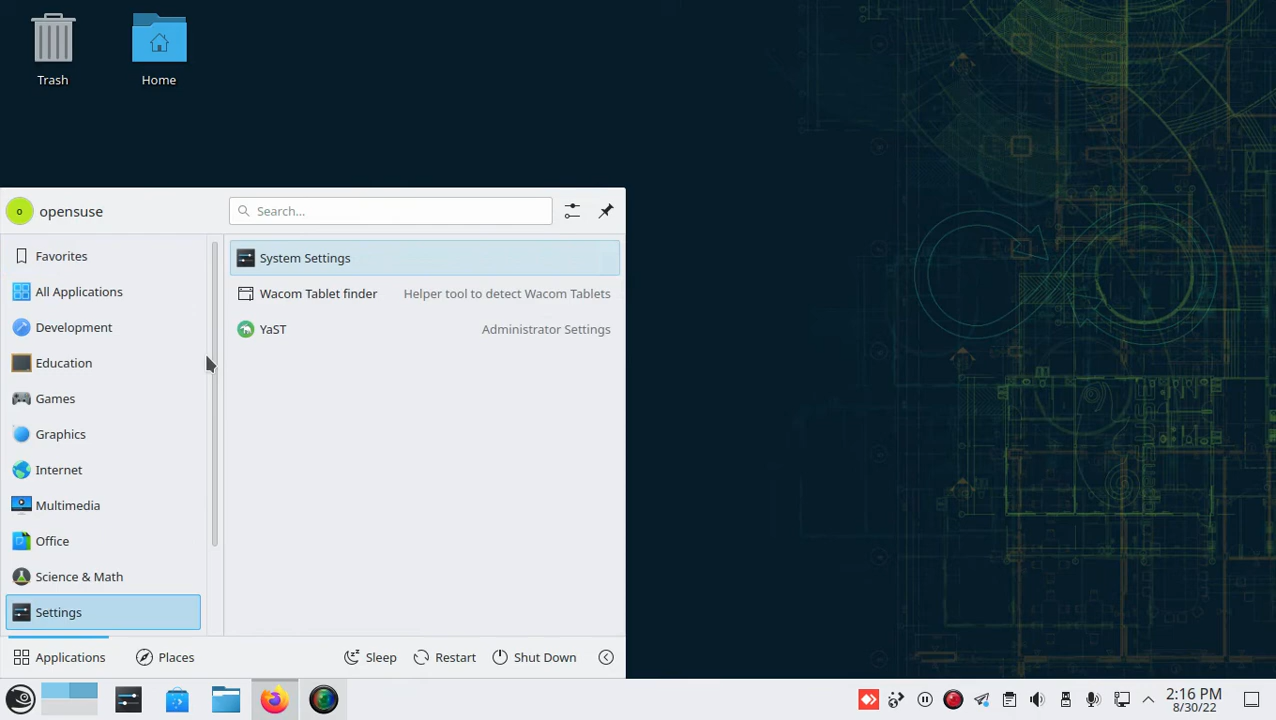 Trash
Home
o opensuse
Search...
Favorites
All Applications
Development
Education
Games
Graphics
Internet
Multimedia
Office
Science & Math
Settings
System Settings
Wacom Tablet finder Helper tool to detect Wacom Tablets
YaST Administrator Settings
Applications Places Sleep Restart Shut Down
2:16 PM
8/30/22